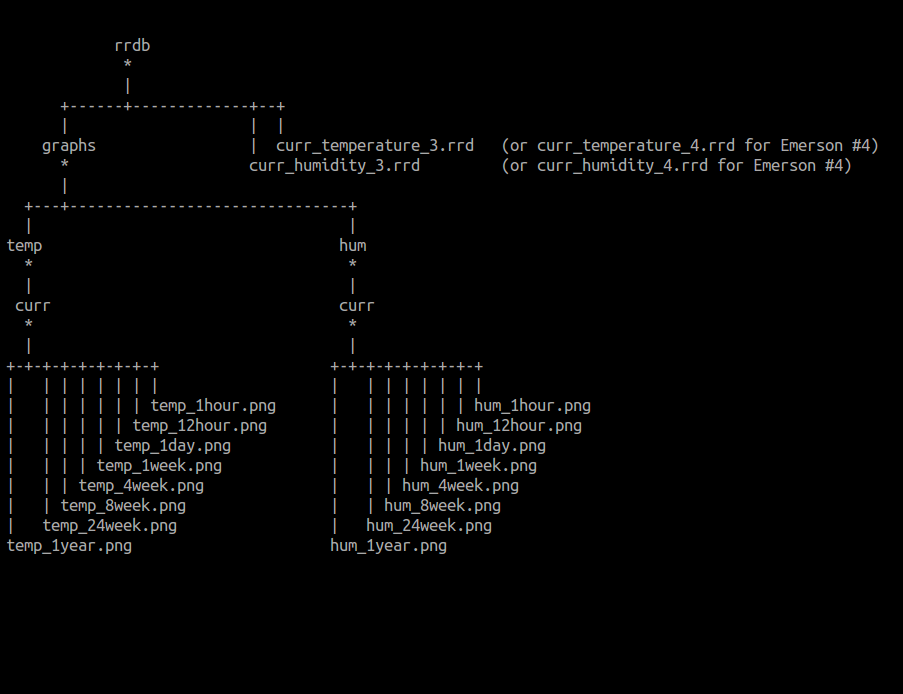 rrdb
*
|
+------+-------------+--+
|                    |  |
graphs                 |  curr_temperature_3.rrd   (or curr_temperature_4.rrd for Emerson #4)
*                    curr_humidity_3.rrd         (or curr_humidity_4.rrd for Emerson #4)
|
+---+-------------------------------+
|                                   |
temp                                 hum
*                                   *
|                                   |
curr                                curr
*                                   *
|                                   |
+-+-+-+-+-+-+-+-+                   +-+-+-+-+-+-+-+-+
|   | | | | | | |                   |   | | | | | | |
|   | | | | | | temp_1hour.png      |   | | | | | | hum_1hour.png
|   | | | | | temp_12hour.png       |   | | | | | hum_12hour.png
|   | | | | temp_1day.png           |   | | | | hum_1day.png
|   | | | temp_1week.png            |   | | | hum_1week.png
|   | | temp_4week.png              |   | | hum_4week.png
|   | temp_8week.png                |   | hum_8week.png
|   temp_24week.png                 |   hum_24week.png
temp_1year.png                      hum_1year.png